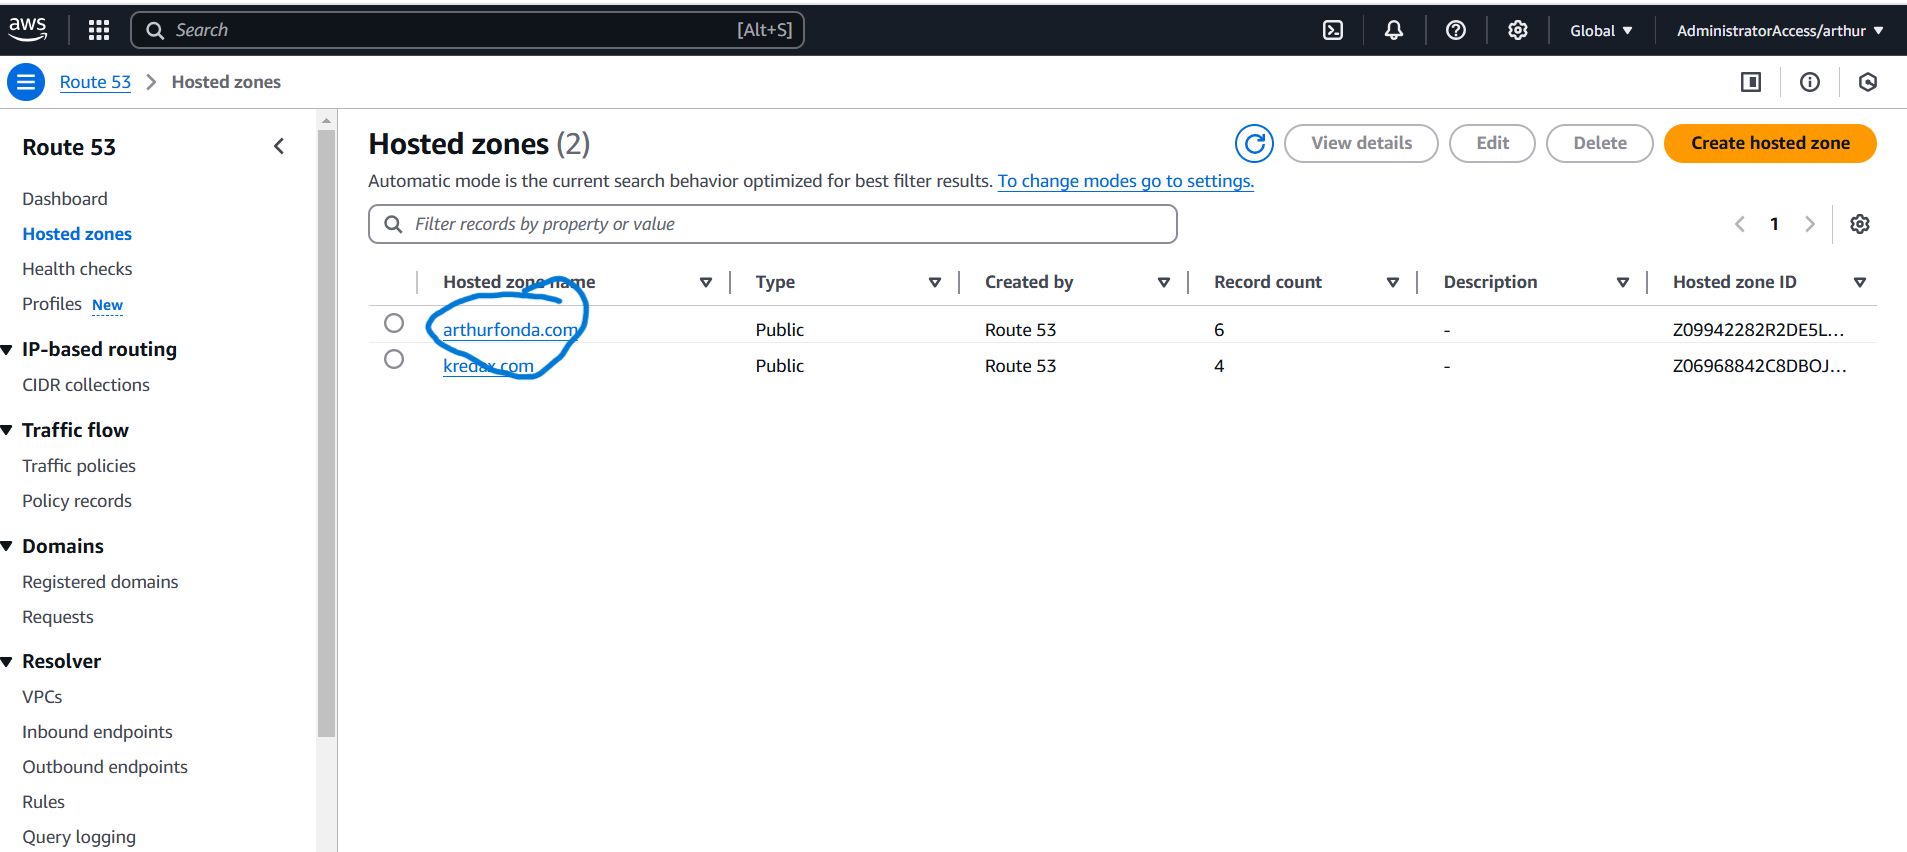 aws Search [Alt+S] Global AdministratorAccess/arthur
Route 53 Hosted zones
Route 53
Dashboard
Hosted zones
Health checks
Profiles New
IP-based routing
CIDR collections
Traffic flow
Traffic policies
Policy records
Domains
Registered domains
Requests
Resolver
VPCs
Inbound endpoints
Outbound endpoints
Rules
Query logging
Hosted zones (2) View details Edit Delete Create hosted zone
Automatic mode is the current search behavior optimized for best filter results. To change modes go to settings.
Filter records by property or value 1
Hosted zone name Type Created by Record count Description Hosted zone ID
arthurfonda.com Public Route 53 6 - Z09942282R2DE5L...
kredax.com Public Route 53 4 - Z06968842C8DBOJ...